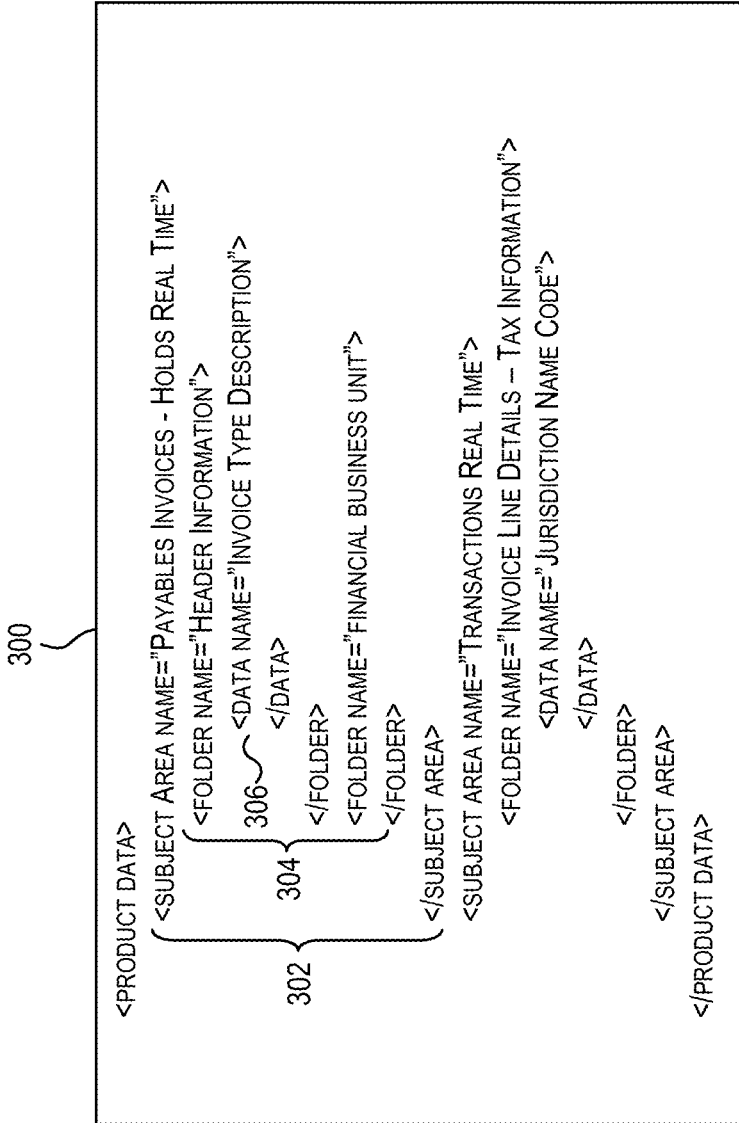 300
<PRODUCT DATA>
<SUBJECT AREA NAME="PAYABLES INVOICES - HOLDS REAL TIME">
<FOLDER NAME="HEADER INFORMATION">
306 <DATA NAME="INVOICE TYPE DESCRIPTION">
</DATA>
304
</FOLDER>
<FOLDER NAME="FINANCIAL BUSINESS UNIT">
</FOLDER>
302
</SUBJECT AREA>
<SUBJECT AREA NAME="TRANSACTIONS REAL TIME">
<FOLDER NAME="INVOICE LINE DETAILS – TAX INFORMATION">
<DATA NAME="JURISDICTION NAME CODE">
</DATA>
</FOLDER>
</SUBJECT AREA>
</PRODUCT DATA>